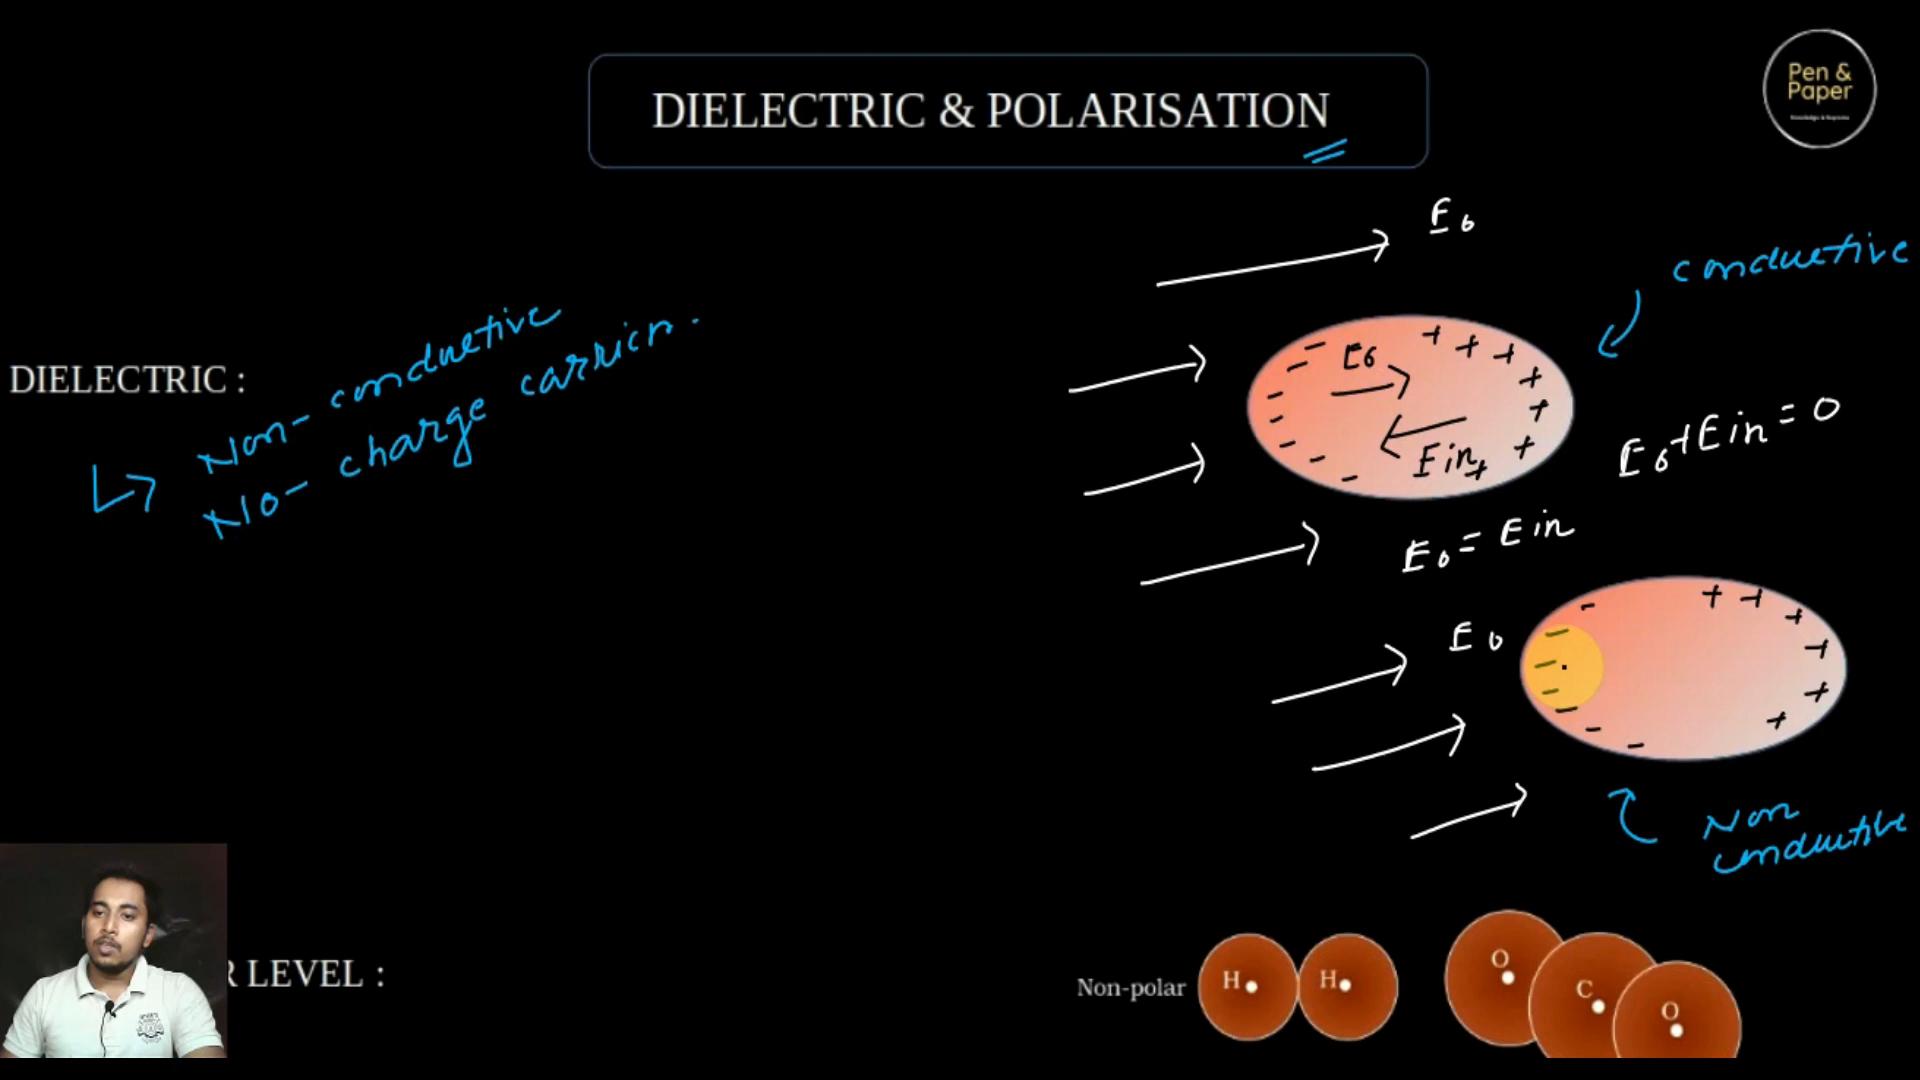 DIELECTRIC & POLARISATION
Pen &
Paper
E0
conductive
DIELECTRIC :
Non-conductive
No-charge carrier.
E0
Ein
E0+Ein=0
E0=Ein
E0
Non
conductive
R LEVEL :
Non-polar
H
H
O
C
O